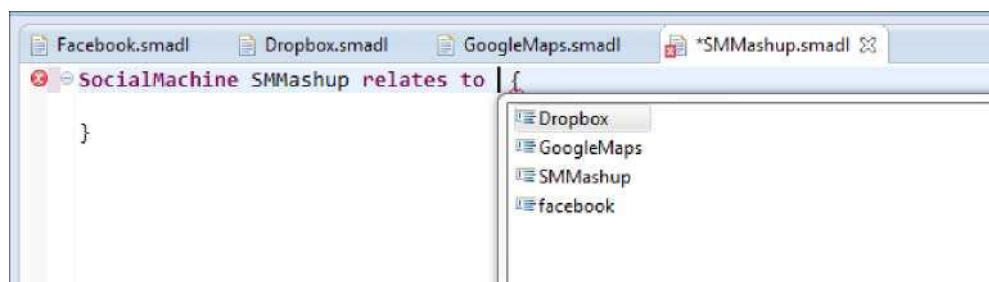 Facebook.smadl Dropbox.smadl GoogleMaps.smadl *SMMashup.smadl
SocialMachine SMMashup relates to {
Dropbox
}
GoogleMaps
SMMashup
facebook